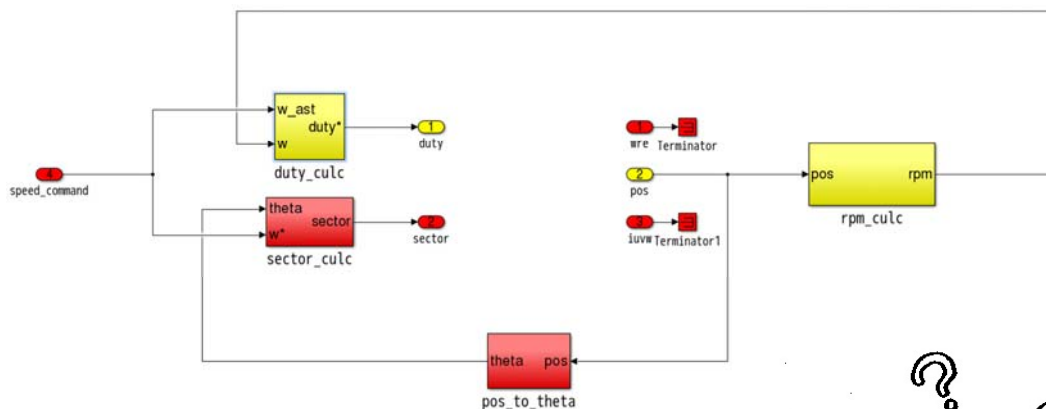 w_ast
duty*
w
duty_culc
1
duty
4
speed_command
theta
sector
w*
sector_culc
2
sector
1
wre
Terminator
2
pos
3
iuvw
Terminator1
pos
rpm
rpm_culc
theta
pos
pos_to_theta
?